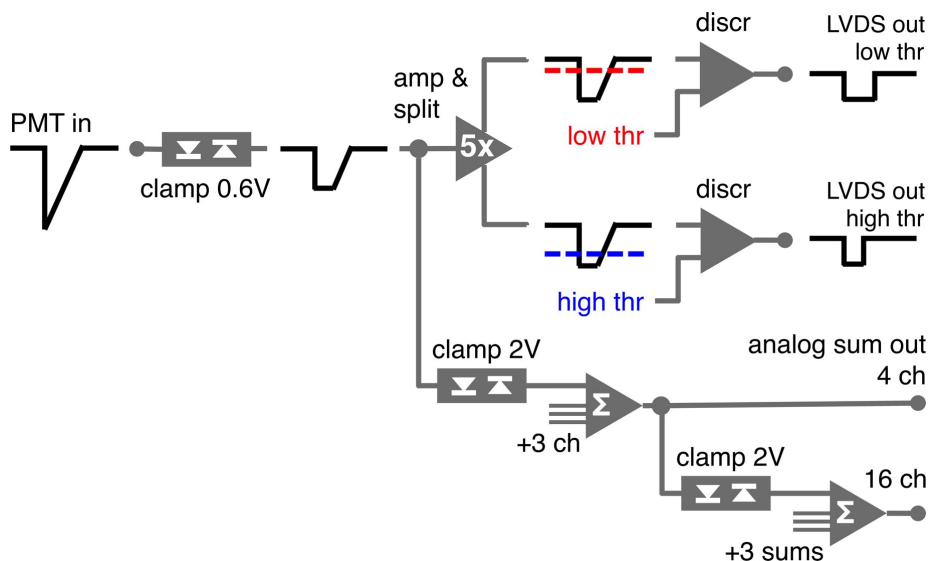 discr
LVDS out
low thr
amp &
split
PMT in
5x
low thr
clamp 0.6V
discr
LVDS out
high thr
high thr
analog sum out
clamp 2V
4 ch
Σ
+3 ch
clamp 2V
16 ch
Σ
+3 sums